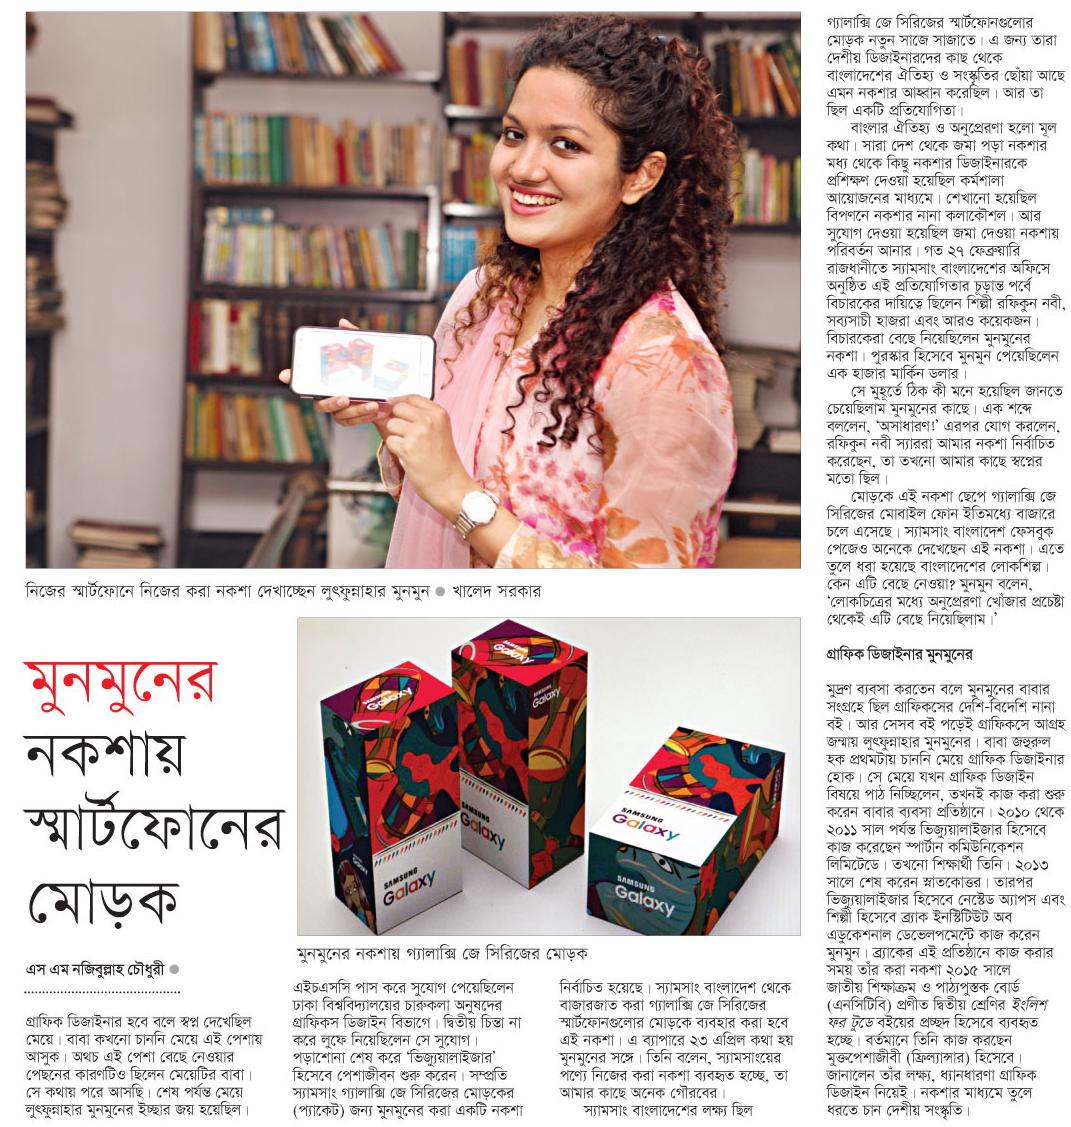 নিজের স্মার্টফোনে নিজের করা নকশা দেখাচ্ছেন লুৎফুন্নাহার মুনমুন ● খালেদ সরকার
মুনমুনের
নকশায়
স্মার্টফোনের
মোড়ক
SAMSUNG
Galaxy
SAMSUNG
Galaxy
SAMSUNG
Galaxy
SAMSUNG
Galaxy
SAMSUNG
Galaxy
SAMSUNG
Galaxy
মুনমুনের নকশায় গ্যালাক্সি জে সিরিজের মোড়ক
এস এম নজিবুল্লাহ চৌধুরী ●
গ্রাফিক ডিজাইনার হবে বলে স্বপ্ন দেখেছিল
মেয়ে। বাবা কখনো চাননি মেয়ে এই পেশায়
আসুক। অথচ এই পেশা বেছে নেওয়ার
পেছনের কারণটিও ছিলেন মেয়েটির বাবা।
সে কথায় পরে আসছি। শেষ পর্যন্ত মেয়ে
লুৎফুন্নাহার মুনমুনের ইচ্ছার জয় হয়েছিল।
এইচএসসি পাস করে সুযোগ পেয়েছিলেন
ঢাকা বিশ্ববিদ্যালয়ের চারুকলা অনুষদের
গ্রাফিকস ডিজাইন বিভাগে। দ্বিতীয় চিন্তা না
করে লুফে নিয়েছিলেন সে সুযোগ।
পড়াশোনা শেষ করে ‘ভিজ্যুয়ালাইজার’
হিসেবে পেশাজীবন শুরু করেন। সম্প্রতি
স্যামসাং গ্যালাক্সি জে সিরিজের মোড়কের
(প্যাকেট) জন্য মুনমুনের করা একটি নকশা
নির্বাচিত হয়েছে। স্যামসাং বাংলাদেশ থেকে
বাজারজাত করা গ্যালাক্সি জে সিরিজের
স্মার্টফোনগুলোর মোড়কে ব্যবহার করা হবে
এই নকশা। এ ব্যাপারে ২৩ এপ্রিল কথা হয়
মুনমুনের সঙ্গে। তিনি বলেন, স্যামসাংয়ের
পণ্যে নিজের করা নকশা ব্যবহৃত হচ্ছে, তা
আমার কাছে অনেক গৌরবের।
স্যামসাং বাংলাদেশের লক্ষ্য ছিল
গ্যালাক্সি জে সিরিজের স্মার্টফোনগুলোর
মোড়ক নতুন সাজে সাজাতে। এ জন্য তারা
দেশীয় ডিজাইনারদের কাছ থেকে
বাংলাদেশের ঐতিহ্য ও সংস্কৃতির ছোঁয়া আছে
এমন নকশার আহ্বান করেছিল। আর তা
ছিল একটি প্রতিযোগিতা।
বাংলার ঐতিহ্য ও অনুপ্রেরণা হলো মূল
কথা। সারা দেশ থেকে জমা পড়া নকশার
মধ্য থেকে কিছু নকশার ডিজাইনারকে
প্রশিক্ষণ দেওয়া হয়েছিল কর্মশালা
আয়োজনের মাধ্যমে। শেখানো হয়েছিল
বিপণনে নকশার নানা কলাকৌশল। আর
সুযোগ দেওয়া হয়েছিল জমা দেওয়া নকশায়
পরিবর্তন আনার। গত ২৭ ফেব্রুয়ারি
রাজধানীতে স্যামসাং বাংলাদেশের অফিসে
অনুষ্ঠিত এই প্রতিযোগিতার চূড়ান্ত পর্বে
বিচারকের দায়িত্বে ছিলেন শিল্পী রফিকুন নবী,
সব্যসাচী হাজরা এবং আরও কয়েকজন।
বিচারকেরা বেছে নিয়েছিলেন মুনমুনের
নকশা। পুরস্কার হিসেবে মুনমুন পেয়েছিলেন
এক হাজার মার্কিন ডলার।
সে মুহূর্তে ঠিক কী মনে হয়েছিল জানতে
চেয়েছিলাম মুনমুনের কাছে। এক শব্দে
বললেন, ‘অসাধারণ!’ এরপর যোগ করলেন,
রফিকুন নবী স্যাররা আমার নকশা নির্বাচিত
করেছেন, তা তখনো আমার কাছে স্বপ্নের
মতো ছিল।
মোড়কে এই নকশা ছেপে গ্যালাক্সি জে
সিরিজের মোবাইল ফোন ইতিমধ্যে বাজারে
চলে এসেছে। স্যামসাং বাংলাদেশ ফেসবুক
পেজেও অনেকে দেখেছেন এই নকশা। এতে
তুলে ধরা হয়েছে বাংলাদেশের লোকশিল্প।
কেন এটি বেছে নেওয়া? মুনমুন বলেন,
‘লোকচিত্রের মধ্যে অনুপ্রেরণা খোঁজার প্রচেষ্টা
থেকেই এটি বেছে নিয়েছিলাম।’
গ্রাফিক ডিজাইনার মুনমুনের
মুদ্রণ ব্যবসা করতেন বলে মুনমুনের বাবার
সংগ্রহে ছিল গ্রাফিকসের দেশি-বিদেশি নানা
বই। আর সেসব বই পড়েই গ্রাফিকসে আগ্রহ
জন্মায় লুৎফুন্নাহার মুনমুনের। বাবা জহুরুল
হক প্রথমটায় চাননি মেয়ে গ্রাফিক ডিজাইনার
হোক। সে মেয়ে যখন গ্রাফিক ডিজাইন
বিষয়ে পাঠ নিচ্ছিলেন, তখনই কাজ করা শুরু
করেন বাবার ব্যবসা প্রতিষ্ঠানে। ২০১০ থেকে
২০১১ সাল পর্যন্ত ভিজ্যুয়ালাইজার হিসেবে
কাজ করেছেন স্পার্টান কমিউনিকেশন
লিমিটেডে। তখনো শিক্ষার্থী তিনি। ২০১৩
সালে শেষ করেন স্নাতকোত্তর। তারপর
ভিজ্যুয়ালাইজার হিসেবে নেস্টেড অ্যাপস এবং
শিল্পী হিসেবে ব্র্যাক ইনস্টিটিউট অব
এডুকেশনাল ডেভেলপমেন্টে কাজ করেন
মুনমুন। ব্র্যাকের এই প্রতিষ্ঠানে কাজ করার
সময় তাঁর করা নকশা ২০১৫ সালে
জাতীয় শিক্ষাক্রম ও পাঠ্যপুস্তক বোর্ড
(এনসিটিবি) প্রণীত দ্বিতীয় শ্রেণির ইংলিশ
ফর টুডে বইয়ের প্রচ্ছদ হিসেবে ব্যবহৃত
হচ্ছে। বর্তমানে তিনি কাজ করছেন
মুক্তপেশাজীবী (ফ্রিল্যান্সার) হিসেবে।
জানালেন তাঁর লক্ষ্য, ধ্যানধারণা গ্রাফিক
ডিজাইন নিয়েই। নকশার মাধ্যমে তুলে
ধরতে চান দেশীয় সংস্কৃতি।